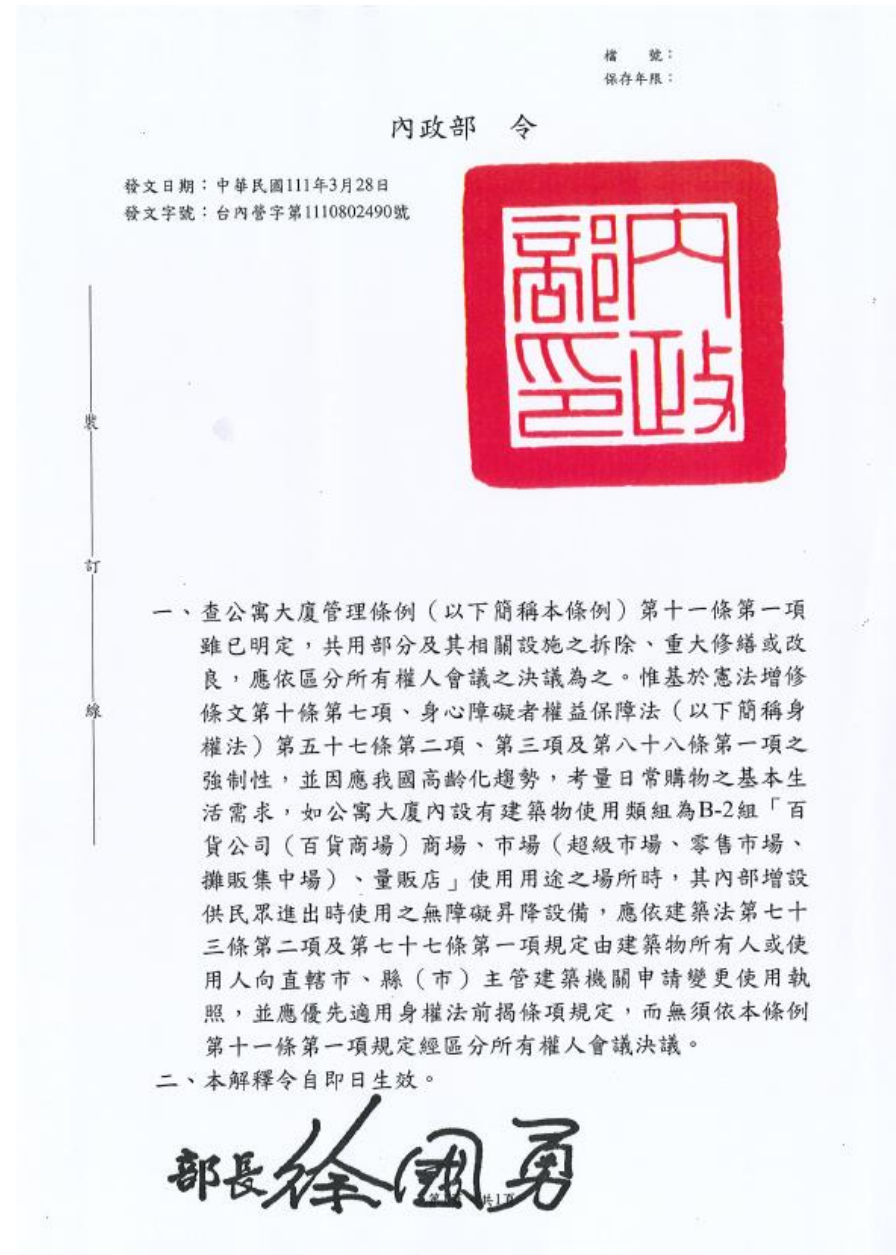 檔　　號：
保存年限：
內政部　令
發文日期：中華民國111年3月28日
發文字號：台內營字第1110802490號
內政部印
裝
訂
線
一、查公寓大廈管理條例（以下簡稱本條例）第十一條第一項
雖已明定，共用部分及其相關設施之拆除、重大修繕或改
良，應依區分所有權人會議之決議為之。惟基於憲法增修
條文第十條第七項、身心障礙者權益保障法（以下簡稱身
權法）第五十七條第二項、第三項及第八十八條第一項之
強制性，並因應我國高齡化趨勢，考量日常購物之基本生
活需求，如公寓大廈內設有建築物使用類組為B-2組「百
貨公司（百貨商場）商場、市場（超級市場、零售市場、
攤販集中場）、量販店」使用用途之場所時，其內部增設
供民眾進出時使用之無障礙昇降設備，應依建築法第七十
三條第二項及第七十七條第一項規定由建築物所有人或使
用人向直轄市、縣（市）主管建築機關申請變更使用執
照，並應優先適用身權法前揭條項規定，而無須依本條例
第十一條第一項規定經區分所有權人會議決議。
二、本解釋令自即日生效。
部長徐國勇
共1頁